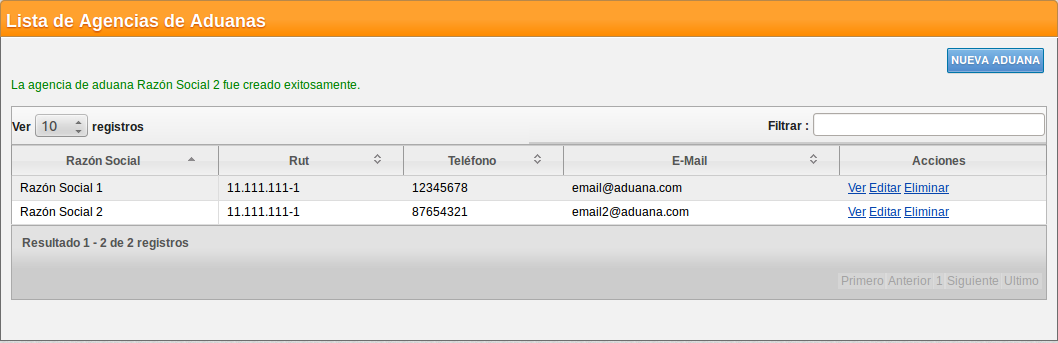 Lista de Agencias de Aduanas
NUEVA ADUANA
La agencia de aduana Razón Social 2 fue creado exitosamente.
Ver 10 registros Filtrar :
Razón Social Rut Teléfono E-Mail Acciones
Razón Social 1 11.111.111-1 12345678 email@aduana.com Ver Editar Eliminar
Razón Social 2 11.111.111-1 87654321 email2@aduana.com Ver Editar Eliminar
Resultado 1 - 2 de 2 registros
Primero Anterior 1 Siguiente Ultimo